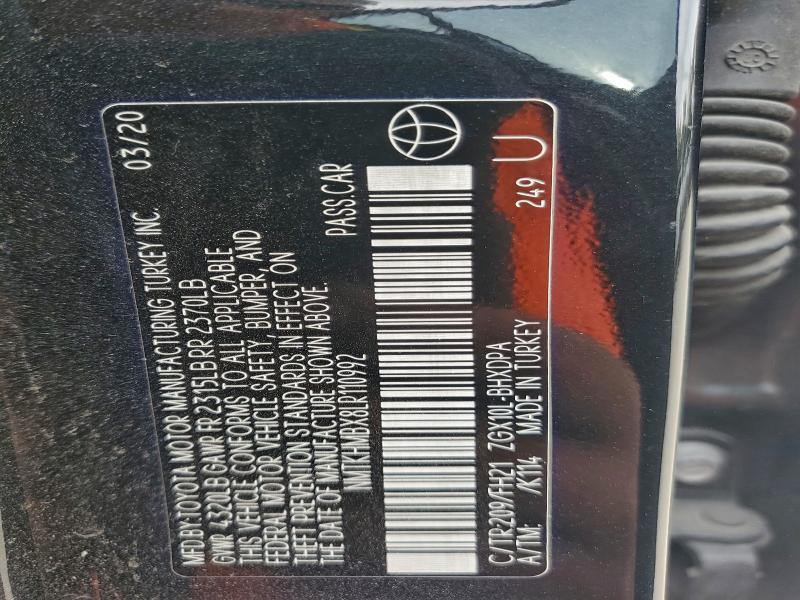 MFD.BY:TOYOTA MOTOR MANUFACTURING TURKEY INC. 03/20
GVWR 4320LB GAWR FR 2315LB RR 2370LB
THIS VEHICLE CONFORMS TO ALL APPLICABLE
FEDERAL MOTOR VEHICLE SAFETY, BUMPER, AND
THEFT PREVENTION STANDARDS IN EFFECT ON
THE DATE OF MANUFACTURE SHOWN ABOVE.
NMTKHMBX8LR110992 PASS.CAR
C/TR209/FH21 ZGX10L-BHXDPA 249 U
A/TM: /K114 MADE IN TURKEY